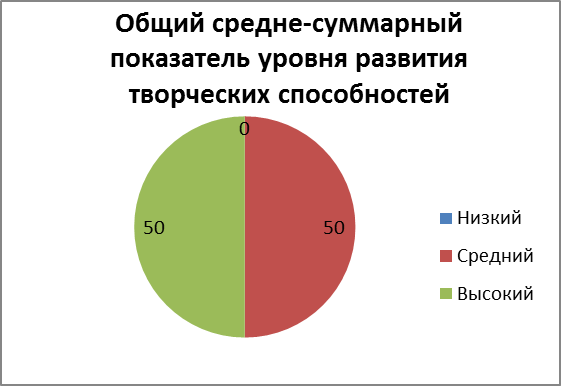 Общий средне-суммарный
показатель уровня развития
творческих способностей
0
50
50
Низкий
Средний
Высокий